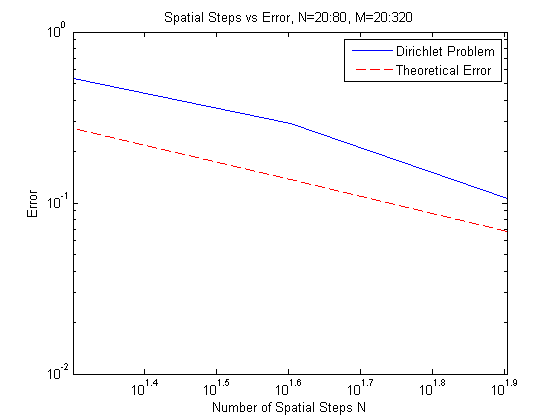 Spatial Steps vs Error, N=20:80, M=20:320
10^0
Dirichlet Problem
Theoretical Error
Error
10^-1
10^-2
10^1.4 10^1.5 10^1.6 10^1.7 10^1.8 10^1.9
Number of Spatial Steps N